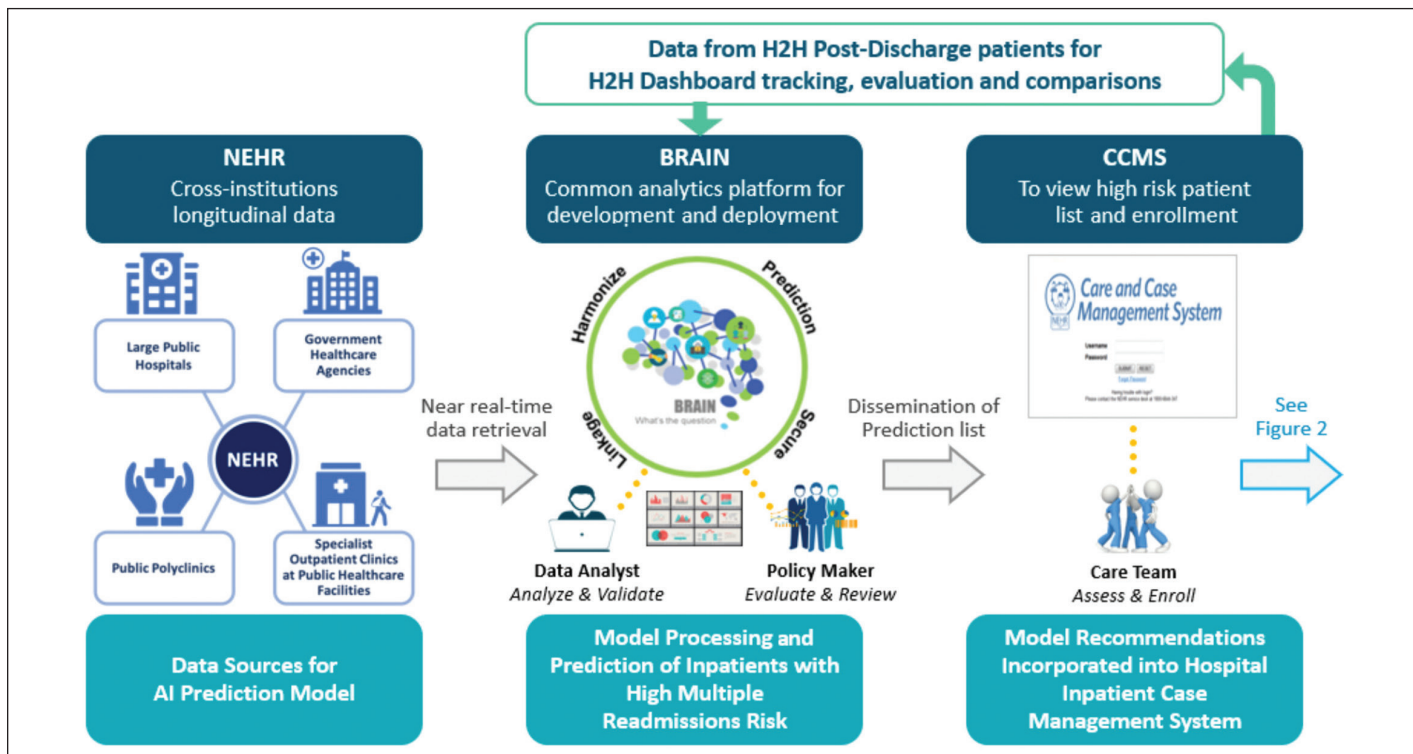 Data from H2H Post-Discharge patients for
H2H Dashboard tracking, evaluation and comparisons
NEHR
Cross-institutions
longitudinal data
BRAIN
Common analytics platform for
development and deployment
CCMS
To view high risk patient
list and enrollment
Large Public
Hospitals
Government
Healthcare
Agencies
NEHR
Public Polyclinics
Specialist
Outpatient Clinics
at Public Healthcare
Facilities
Near real-time
data retrieval
Harmonize
Prediction
Linkage
Secure
BRAIN
What's the question
Data Analyst
Analyze & Validate
Policy Maker
Evaluate & Review
Dissemination of
Prediction list
Care and Case
Management System
Username
Password
Forgot Password
Having trouble with login?
Care Team
Assess & Enroll
See
Figure 2
Data Sources for
AI Prediction Model
Model Processing and
Prediction of Inpatients with
High Multiple
Readmissions Risk
Model Recommendations
Incorporated into Hospital
Inpatient Case
Management System